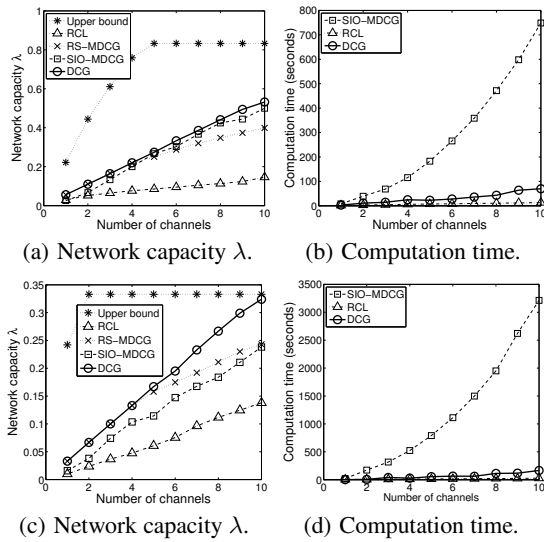 Network capacity λ
1
0.8
0.6
0.4
0.2
0
0 2 4 6 8 10
Number of channels
Upper bound
RCL
RS−MDCG
SIO−MDCG
DCG
(a) Network capacity λ.
Computation time (seconds)
800
700
600
500
400
300
200
100
0
0 2 4 6 8 10
Number of channels
SIO−MDCG
RCL
DCG
(b) Computation time.
Network capacity λ
0.35
0.3
0.25
0.2
0.15
0.1
0.05
0
0 2 4 6 8 10
Number of channels
Upper bound
RCL
RS−MDCG
SIO−MDCG
DCG
(c) Network capacity λ.
Computation time (seconds)
3500
3000
2500
2000
1500
1000
500
0
0 2 4 6 8 10
Number of channels
SIO−MDCG
RCL
DCG
(d) Computation time.